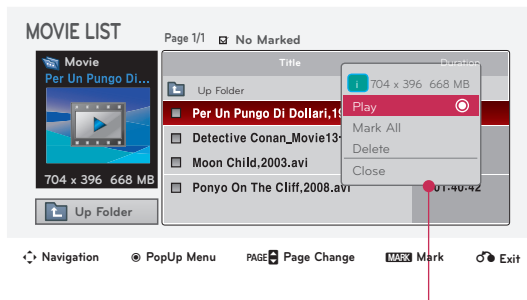 MOVIE LIST
Page 1/1 No Marked
Movie
Per Un Pungo Di...
704 x 396 668 MB
Up Folder
Title Duration
Up Folder
Per Un Pungo Di Dollari,19
Detective Conan_Movie13-
Moon Child,2003.avi
Ponyo On The Cliff,2008.avi 01:40:42
i 704 x 396 668 MB
Play
Mark All
Delete
Close
Navigation PopUp Menu PAGE Page Change MARK Mark Exit